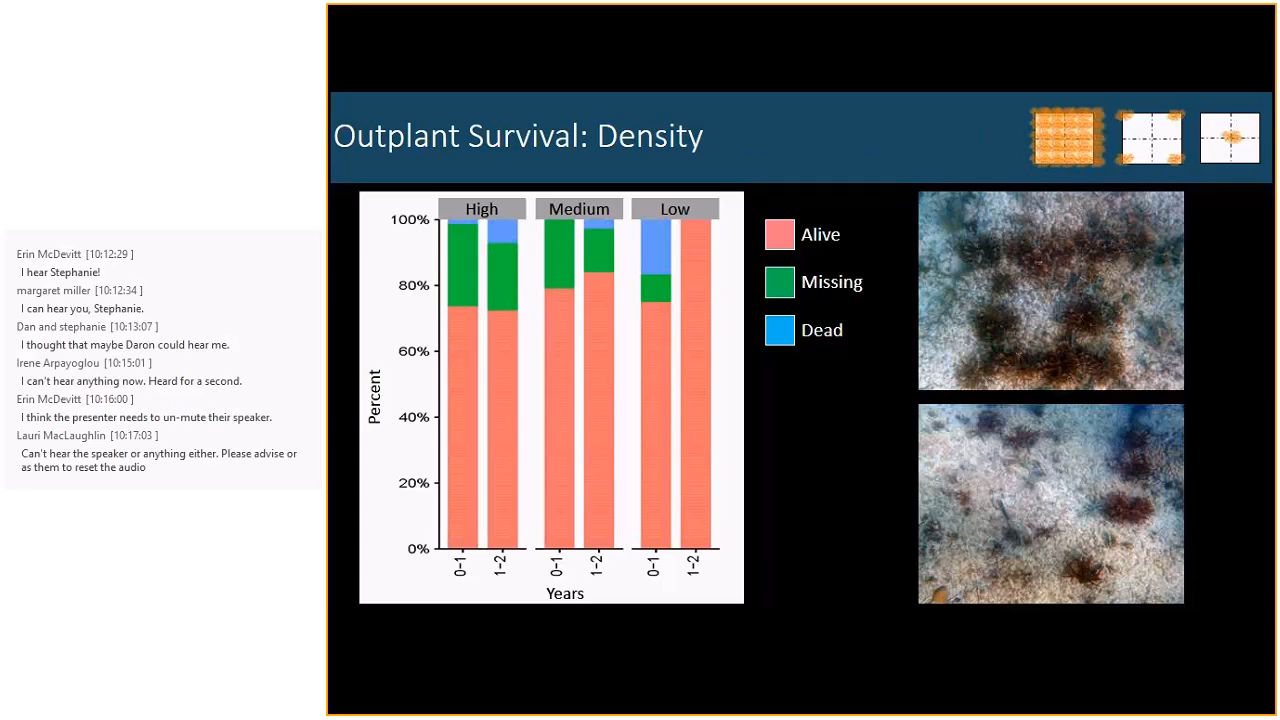 Erin McDevitt [10:12:29 ]
I hear Stephanie!
margaret miller [10:12:34 ]
I can hear you, Stephanie.
Dan and stephanie [10:13:07 ]
I thought that maybe Daron could hear me.
Irene Arpayoglou [10:15:01 ]
I can't hear anything now. Heard for a second.
Erin McDevitt [10:16:00 ]
I think the presenter needs to un-mute their speaker.
Lauri MacLaughlin [10:17:03 ]
Can't hear the speaker or anything either. Please advise or
as them to reset the audio
Outplant Survival: Density
High Medium Low
100%
80%
60%
40%
20%
0%
Percent
0-1 1-2 0-1 1-2 0-1 1-2
Years
Alive
Missing
Dead